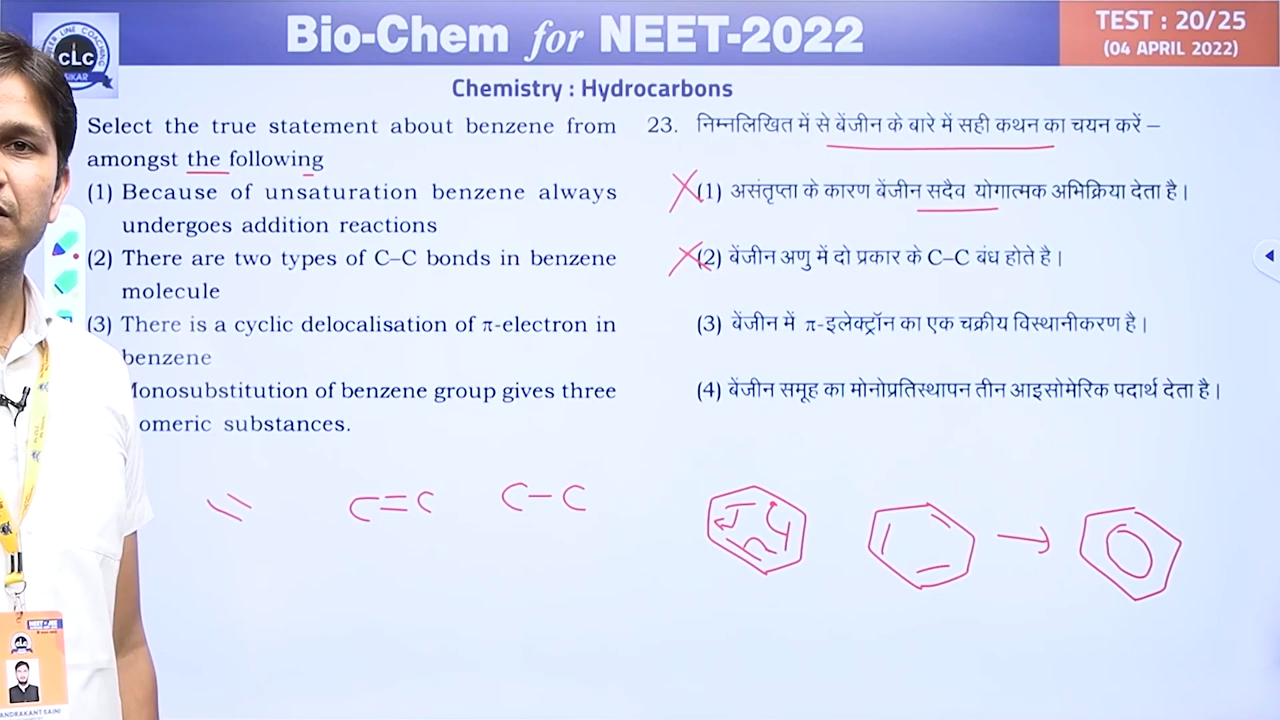 Bio-Chem for NEET-2022
TEST : 20/25
(04 APRIL 2022)
CLC
Chemistry : Hydrocarbons
Select the true statement about benzene from
amongst the following
(1) Because of unsaturation benzene always
undergoes addition reactions
(2) There are two types of C–C bonds in benzene
molecule
(3) There is a cyclic delocalisation of π-electron in
benzene
Monosubstitution of benzene group gives three
omeric substances.
23. निम्नलिखित में से बेंजीन के बारे में सही कथन का चयन करें –
(1) असंतृप्ता के कारण बेंजीन सदैव योगात्मक अभिक्रिया देता है।
(2) बेंजीन अणु में दो प्रकार के C–C बंध होते है।
(3) बेंजीन में π-इलेक्ट्रॉन का एक चक्रीय विस्थानीकरण है।
(4) बेंजीन समूह का मोनोप्रतिस्थापन तीन आइसोमेरिक पदार्थ देता है।
C=C C–C
ANDRAKANT SAINI